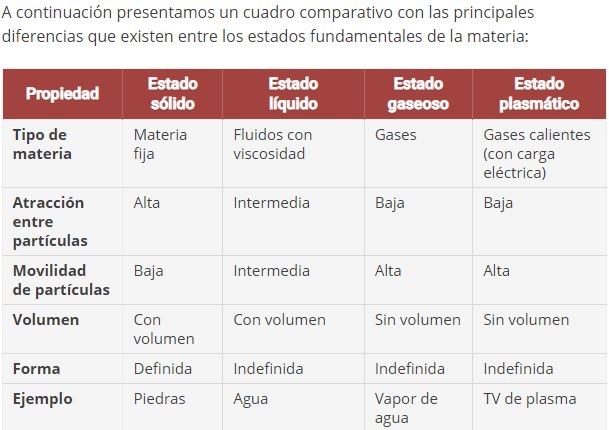 A continuación presentamos un cuadro comparativo con las principales
diferencias que existen entre los estados fundamentales de la materia:
Propiedad Estado sólido Estado líquido Estado gaseoso Estado plasmático
Tipo de materia Materia fija Fluidos con viscosidad Gases Gases calientes (con carga eléctrica)
Atracción entre partículas Alta Intermedia Baja Baja
Movilidad de partículas Baja Intermedia Alta Alta
Volumen Con volumen Con volumen Sin volumen Sin volumen
Forma Definida Indefinida Indefinida Indefinida
Ejemplo Piedras Agua Vapor de agua TV de plasma